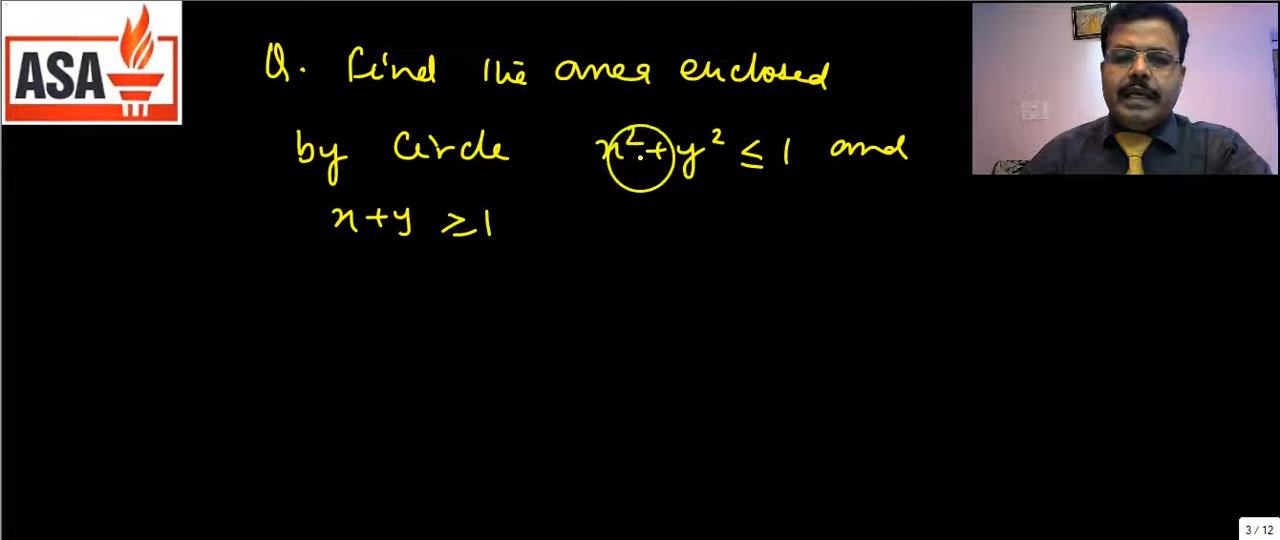 ASA
Q. Find the area enclosed
by Circle x² + y² ≤ 1 and
x + y ≥ 1
3 / 12